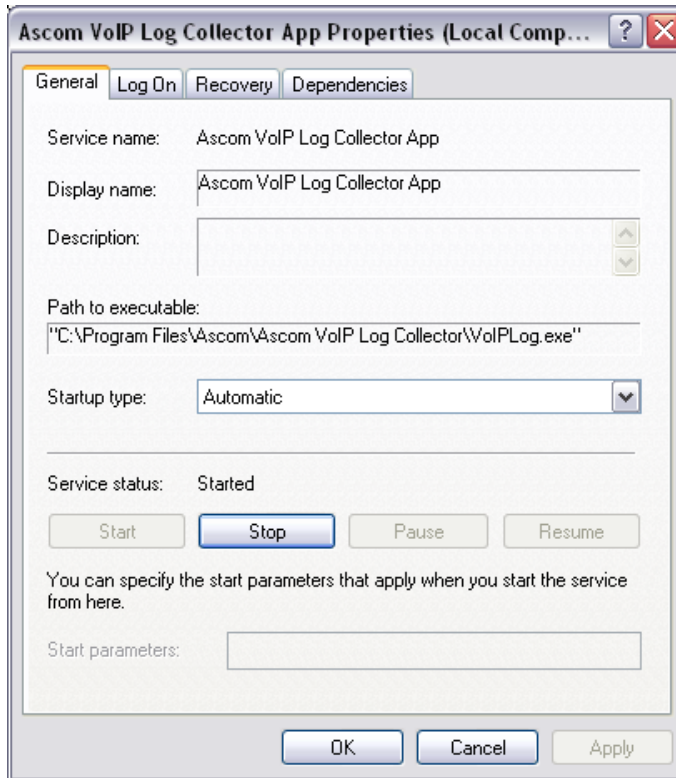 Ascom VoIP Log Collector App Properties (Local Comp...
General Log On Recovery Dependencies
Service name: Ascom VoIP Log Collector App
Display name: Ascom VoIP Log Collector App
Description:
Path to executable:
"C:\Program Files\Ascom\Ascom VoIP Log Collector\VoIPLog.exe"
Startup type: Automatic
Service status: Started
Start Stop Pause Resume
You can specify the start parameters that apply when you start the service
from here.
Start parameters:
OK Cancel Apply